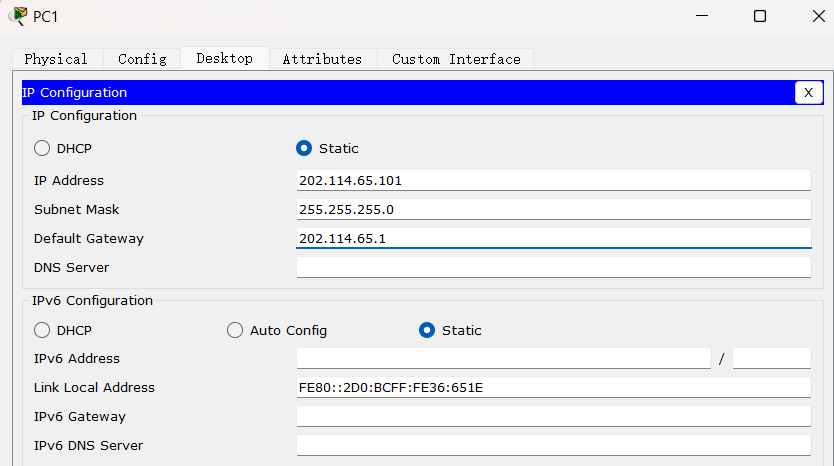 PC1
Physical Config Desktop Attributes Custom Interface
IP Configuration X
IP Configuration
DHCP Static
IP Address 202.114.65.101
Subnet Mask 255.255.255.0
Default Gateway 202.114.65.1
DNS Server
IPv6 Configuration
DHCP Auto Config Static
IPv6 Address /
Link Local Address FE80::2D0:BCFF:FE36:651E
IPv6 Gateway
IPv6 DNS Server